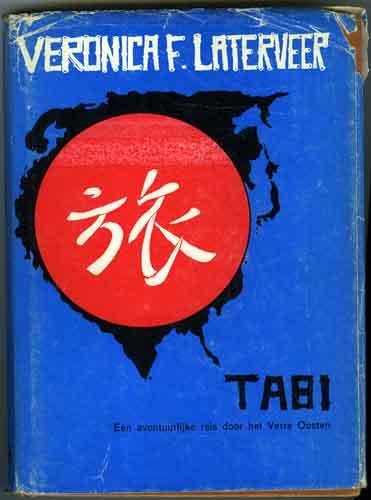 VERONICA F. LATERVEER
旅
TABI
Een avontuurlijke reis door het Verre Oosten